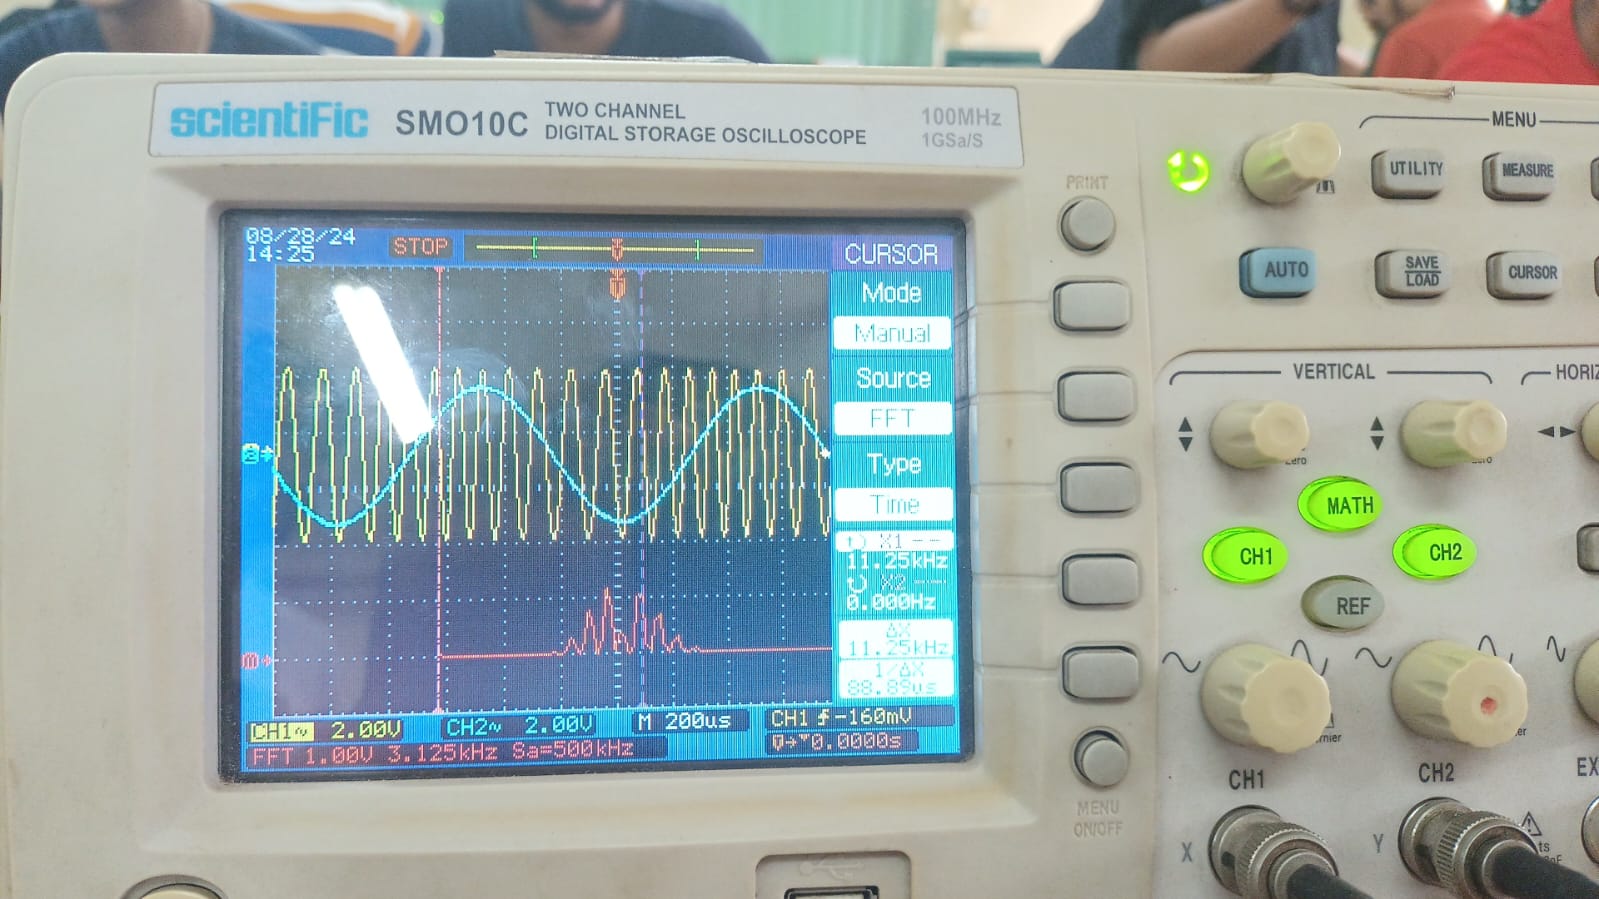 scientiFic SMO10C TWO CHANNEL
DIGITAL STORAGE OSCILLOSCOPE
100MHz
1GSa/S
08/28/24
14:25
STOP
CURSOR
Mode
Manual
Source
FFT
Type
Time
X1
11.25kHz
X2
0.000Hz
ΔX
11.25kHz
1/ΔX
88.89us
CH1~ 2.00V CH2~ 2.00V M 200us CH1 -160mV
FFT 1.00V 3.125kHz Sa=500kHz 0.0000s
PRINT
MENU
ON/OFF
MENU
UTILITY MEASURE
AUTO SAVE
LOAD CURSOR
VERTICAL
MATH
CH1 CH2
REF
CH1 CH2
X Y